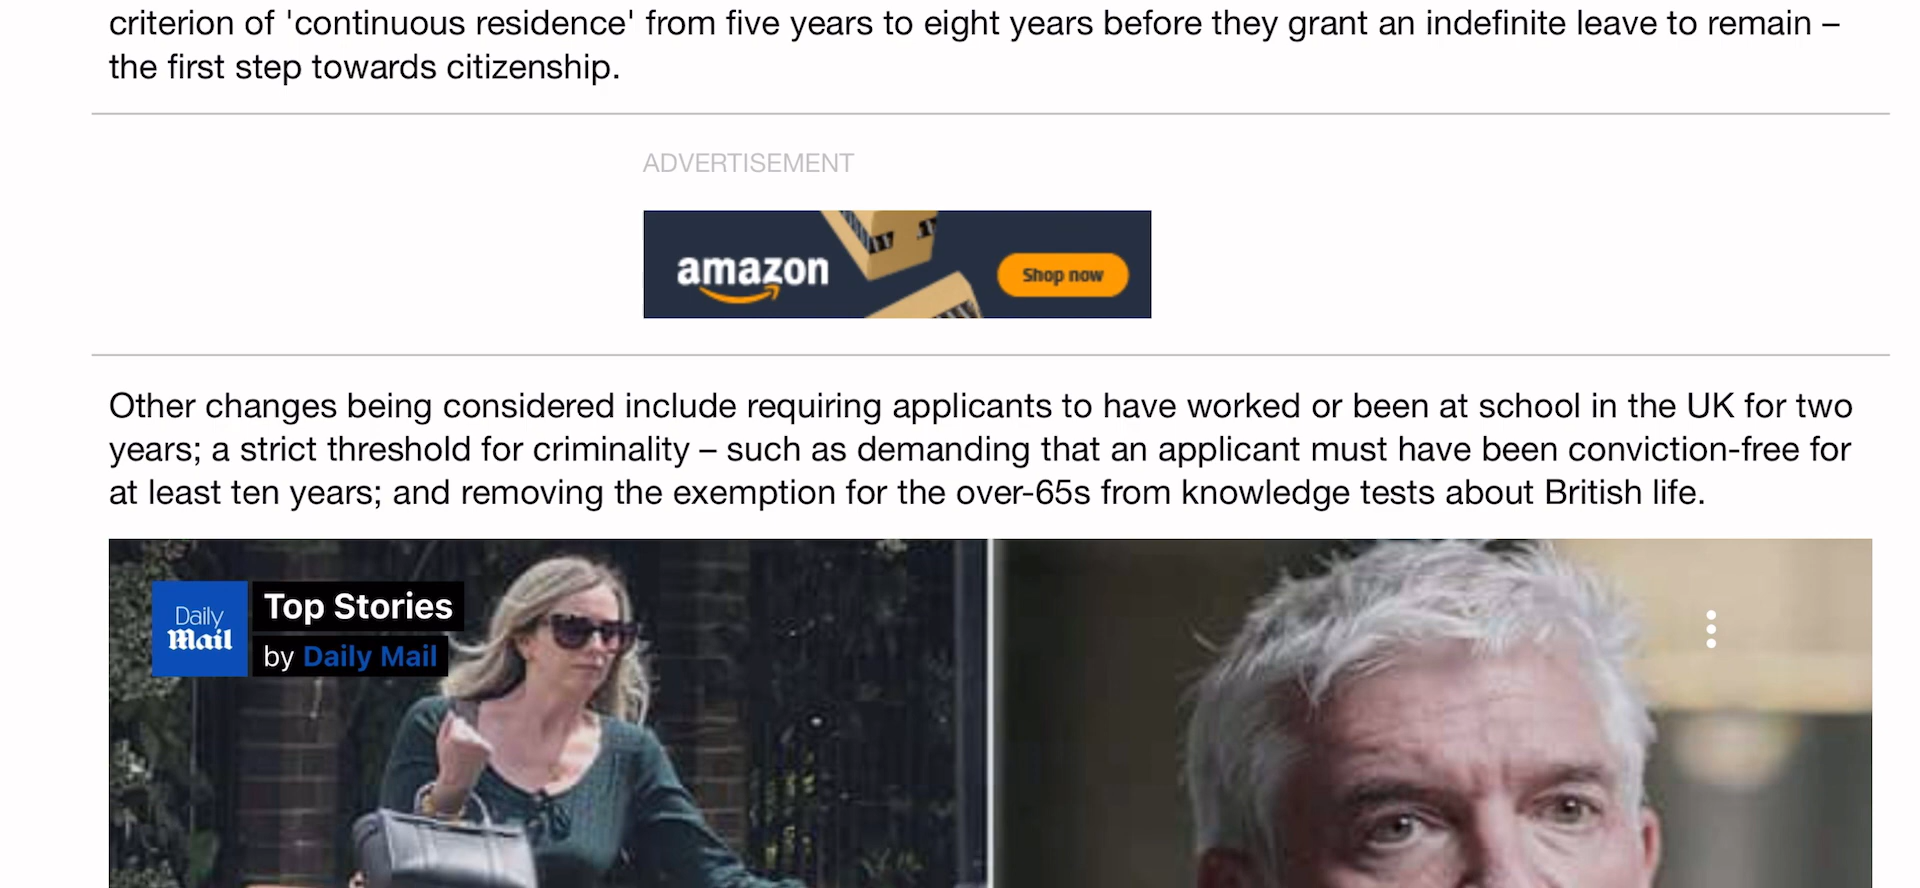 criterion of 'continuous residence' from five years to eight years before they grant an indefinite leave to remain –
the first step towards citizenship.
ADVERTISEMENT
amazon
Shop now
Other changes being considered include requiring applicants to have worked or been at school in the UK for two
years; a strict threshold for criminality – such as demanding that an applicant must have been conviction-free for
at least ten years; and removing the exemption for the over-65s from knowledge tests about British life.
Daily
Mail
Top Stories
by Daily Mail